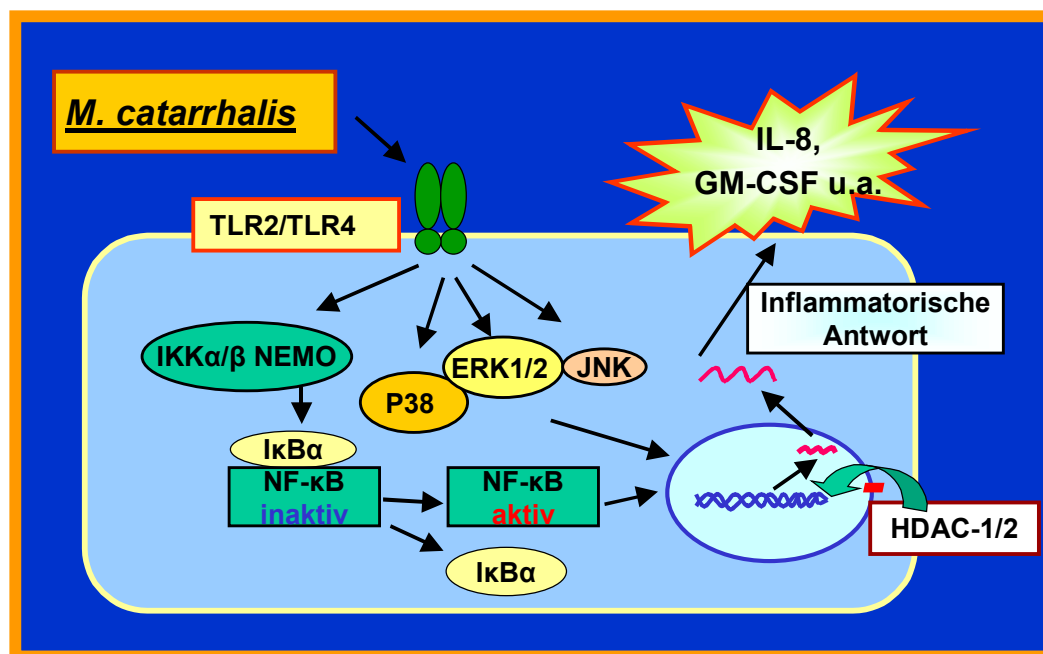 M. catarrhalis
IL-8,
GM-CSF u.a.
TLR2/TLR4
Inflammatorische
Antwort
IKKα/β NEMO
ERK1/2
JNK
P38
IκBα
NF-κB
inaktiv
NF-κB
aktiv
HDAC-1/2
IκBα